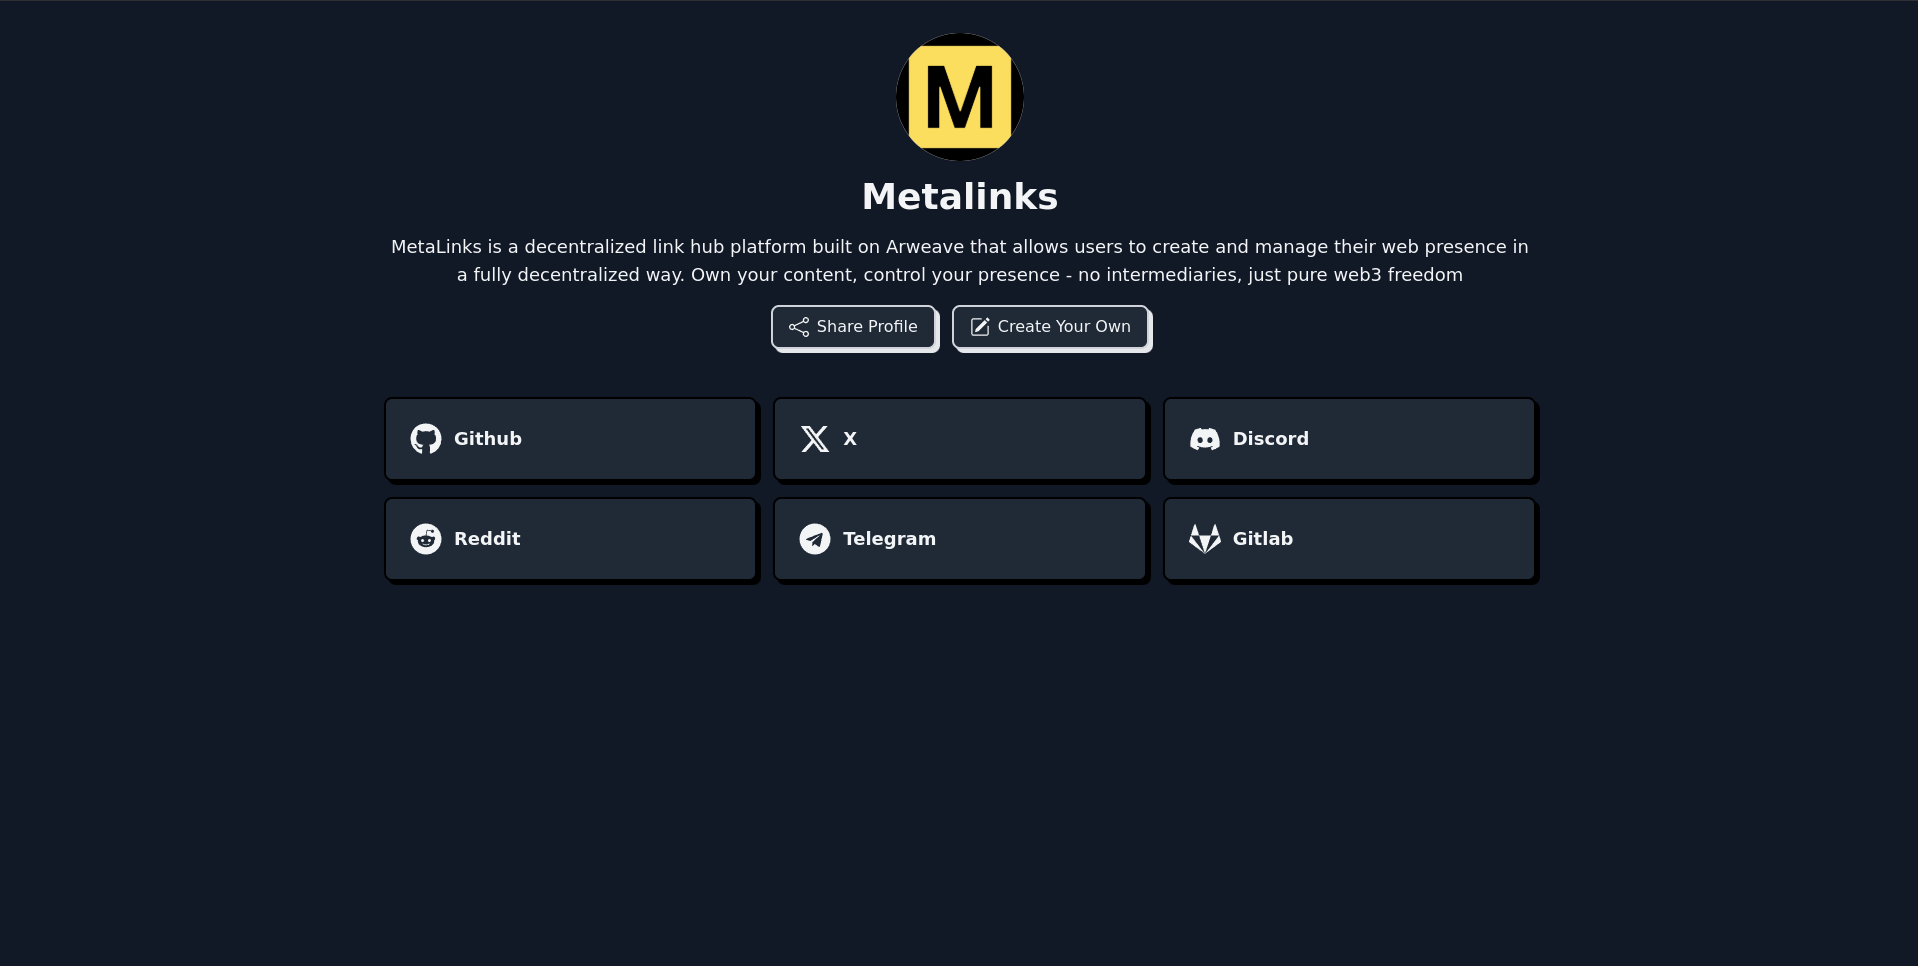 M
Metalinks
MetaLinks is a decentralized link hub platform built on Arweave that allows users to create and manage their web presence in
a fully decentralized way. Own your content, control your presence - no intermediaries, just pure web3 freedom
Share Profile
Create Your Own
Github
X
Discord
Reddit
Telegram
Gitlab